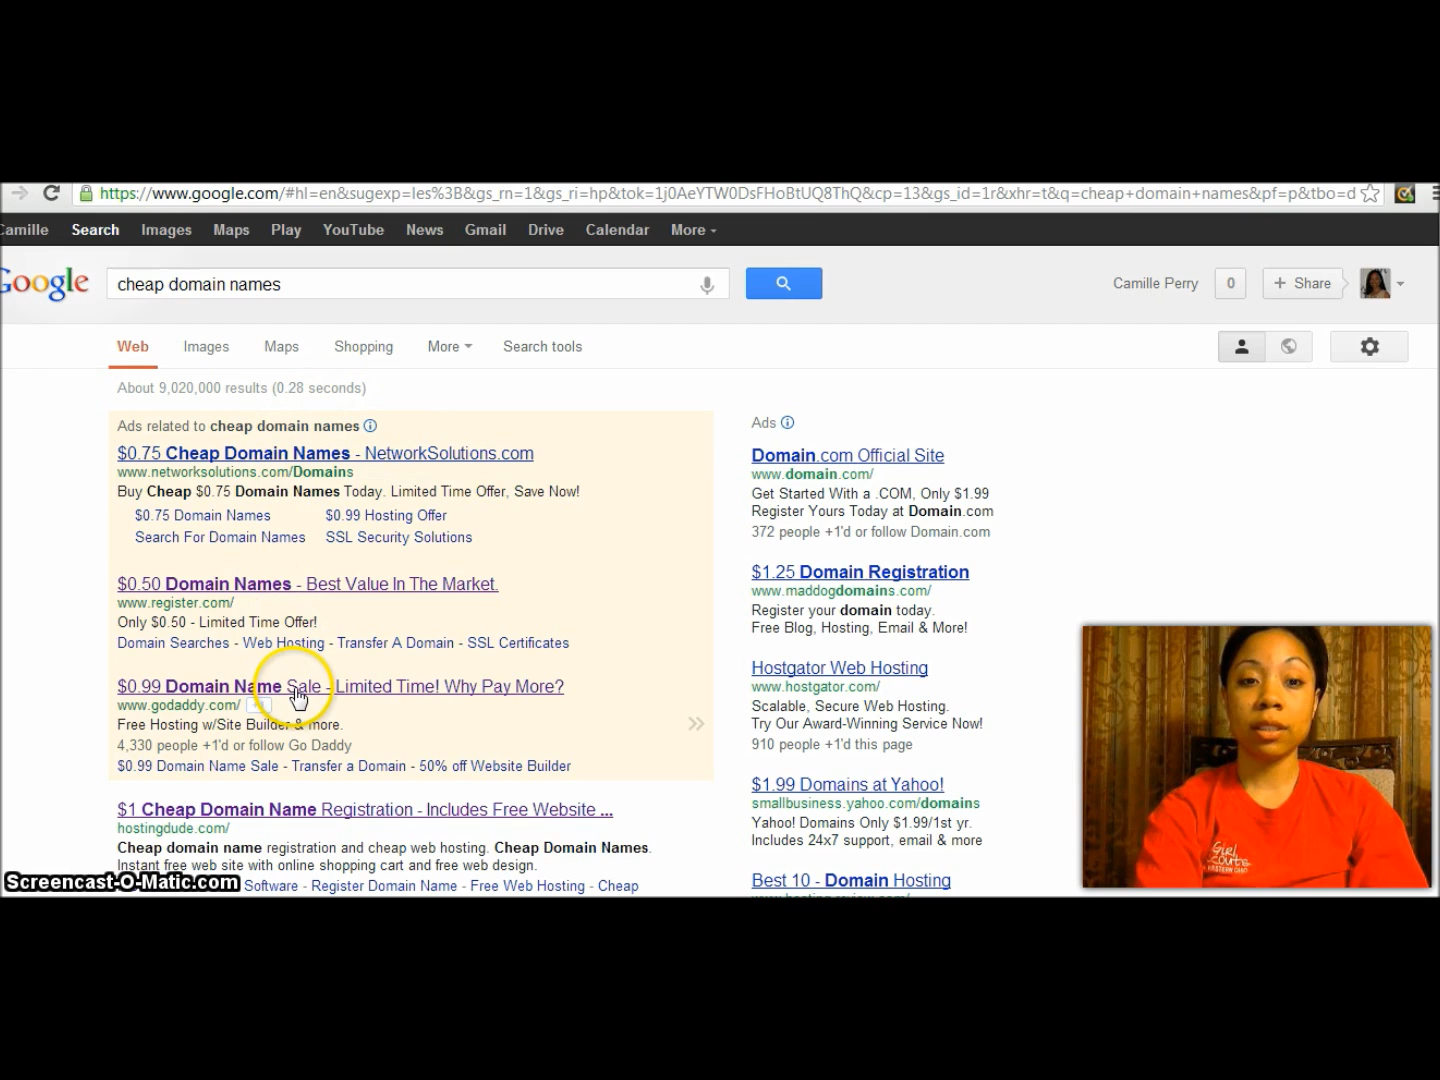 https://www.google.com/#hl=en&sugexp=les%3B&gs_rn=1&gs_ri=hp&tok=1j0AeYTW0DsFHoBtUQ8ThQ&cp=13&gs_id=1r&xhr=t&q=cheap+domain+names&pf=p&tbo=d
Camille Search Images Maps Play YouTube News Gmail Drive Calendar More
Google cheap domain names Camille Perry 0 + Share
Web Images Maps Shopping More Search tools
About 9,020,000 results (0.28 seconds)
Ads related to cheap domain names
$0.75 Cheap Domain Names - NetworkSolutions.com
www.networksolutions.com/Domains
Buy Cheap $0.75 Domain Names Today. Limited Time Offer, Save Now!
$0.75 Domain Names $0.99 Hosting Offer
Search For Domain Names SSL Security Solutions
$0.50 Domain Names - Best Value In The Market.
www.register.com/
Only $0.50 - Limited Time Offer!
Domain Searches - Web Hosting - Transfer A Domain - SSL Certificates
$0.99 Domain Name Sale - Limited Time! Why Pay More?
www.godaddy.com/
Free Hosting w/Site Builder & more.
4,330 people +1'd or follow Go Daddy
$0.99 Domain Name Sale - Transfer a Domain - 50% off Website Builder
$1 Cheap Domain Name Registration - Includes Free Website ...
hostingdude.com/
Cheap domain name registration and cheap web hosting. Cheap Domain Names.
Instant free web site with online shopping cart and free web design.
Software - Register Domain Name - Free Web Hosting - Cheap
Ads
Domain.com Official Site
www.domain.com/
Get Started With a .COM, Only $1.99
Register Yours Today at Domain.com
372 people +1'd or follow Domain.com
$1.25 Domain Registration
www.maddogdomains.com/
Register your domain today.
Free Blog, Hosting, Email & More!
Hostgator Web Hosting
www.hostgator.com/
Scalable, Secure Web Hosting.
Try Our Award-Winning Service Now!
910 people +1'd this page
$1.99 Domains at Yahoo!
smallbusiness.yahoo.com/domains
Yahoo! Domains Only $1.99/1st yr.
Includes 24x7 support, email & more
Best 10 - Domain Hosting
Screencast-O-Matic.com
girl
scouts